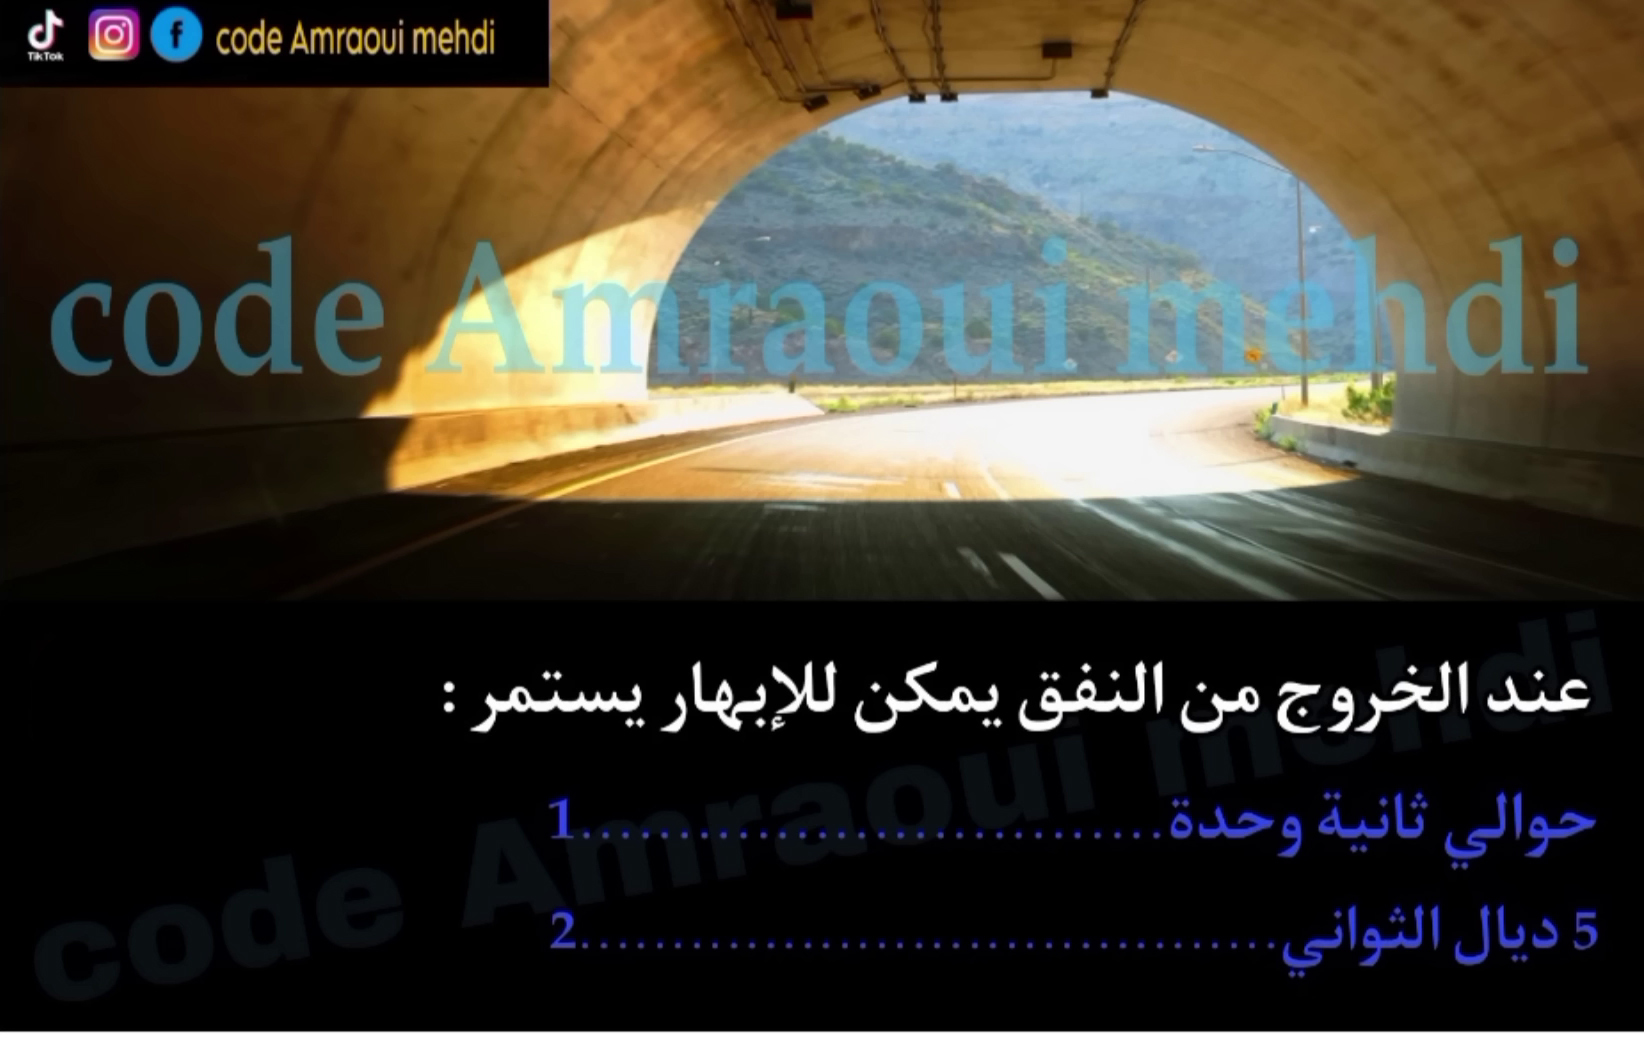 TikTok code Amraoui mehdi
code Amraoui mehdi
عند الخروج من النفق يمكن للإبهار يستمر :
حوالي ثانية وحدة..............................1
5 ديال الثواني....................................2
code Amraoui mehdi